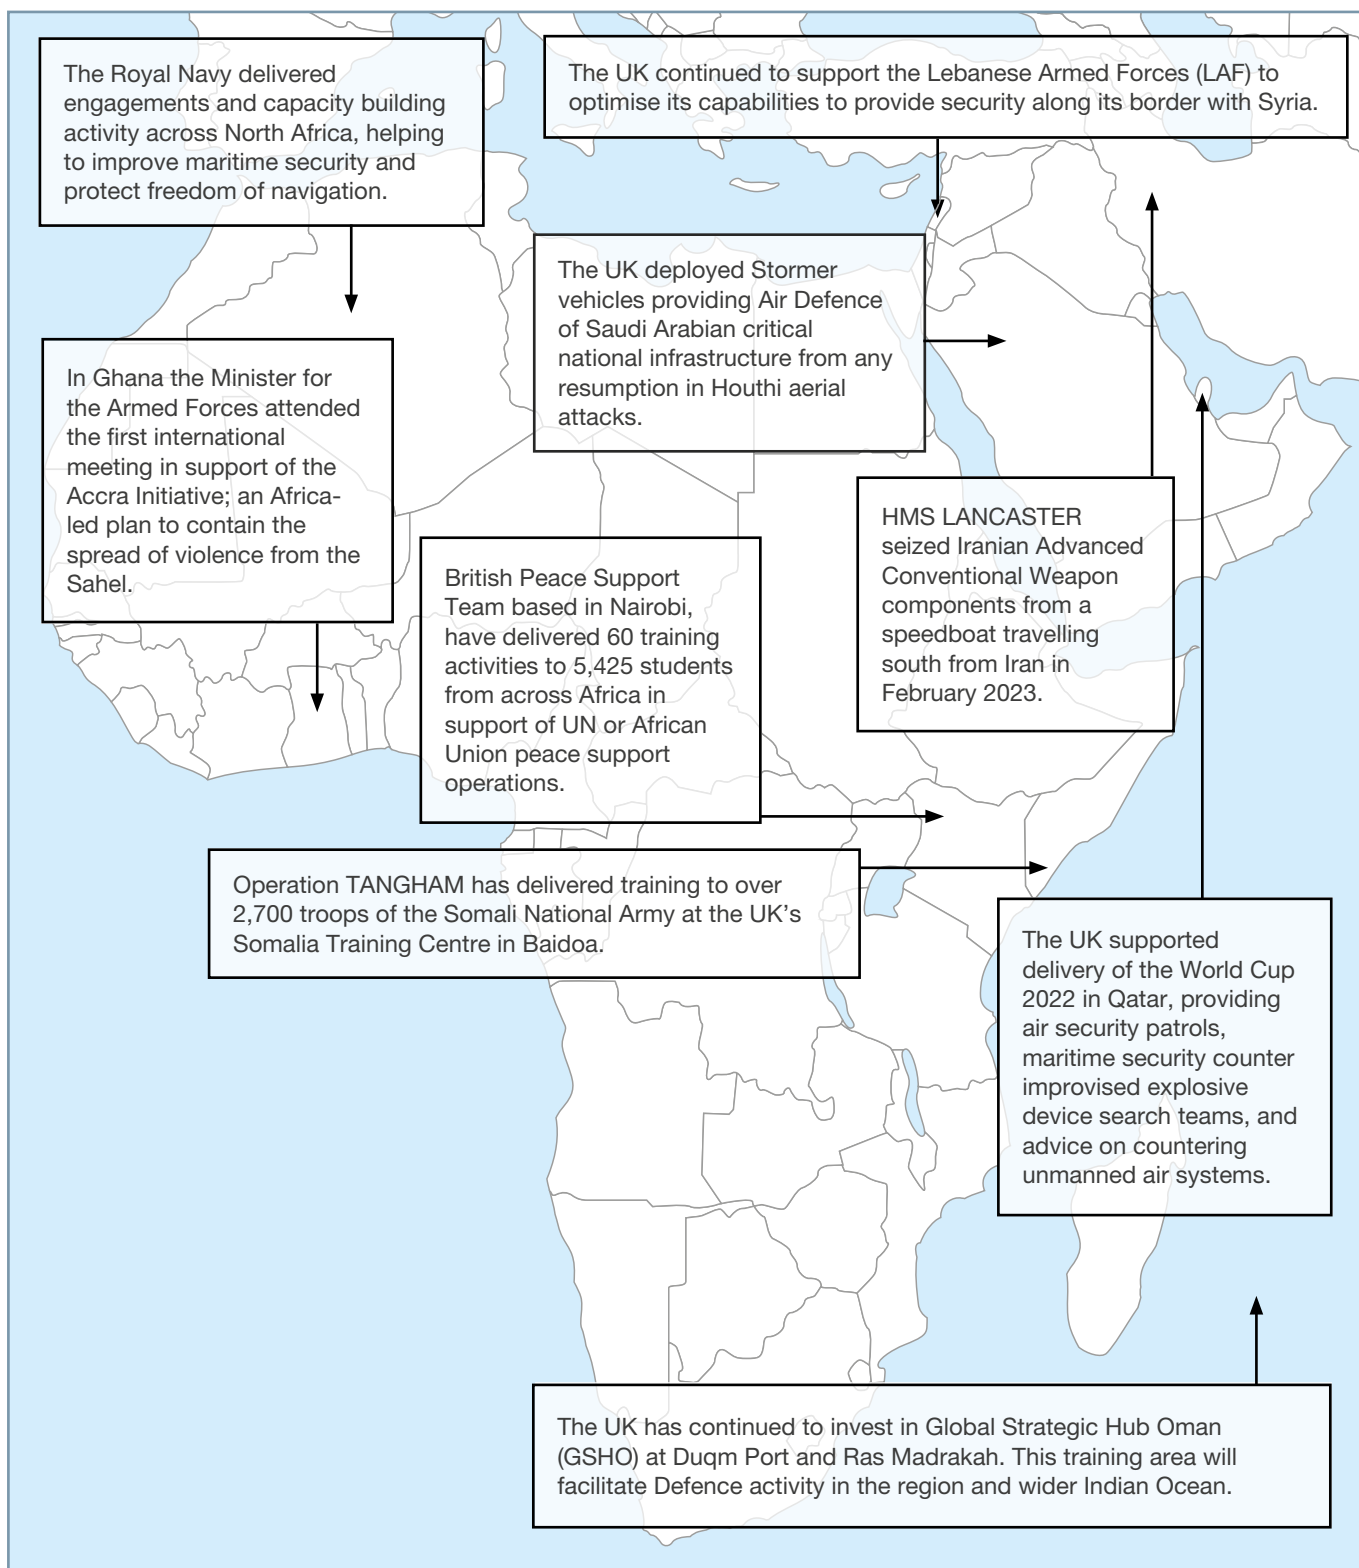 The Royal Navy delivered
engagements and capacity building
activity across North Africa, helping
to improve maritime security and
protect freedom of navigation.
The UK continued to support the Lebanese Armed Forces (LAF) to
optimise its capabilities to provide security along its border with Syria.
The UK deployed Stormer
vehicles providing Air Defence
of Saudi Arabian critical
national infrastructure from any
resumption in Houthi aerial
attacks.
In Ghana the Minister for
the Armed Forces attended
the first international
meeting in support of the
Accra Initiative; an Africa-
led plan to contain the
spread of violence from the
Sahel.
HMS LANCASTER
seized Iranian Advanced
Conventional Weapon
components from a
speedboat travelling
south from Iran in
February 2023.
British Peace Support
Team based in Nairobi,
have delivered 60 training
activities to 5,425 students
from across Africa in
support of UN or African
Union peace support
operations.
Operation TANGHAM has delivered training to over
2,700 troops of the Somali National Army at the UK’s
Somalia Training Centre in Baidoa.
The UK supported
delivery of the World Cup
2022 in Qatar, providing
air security patrols,
maritime security counter
improvised explosive
device search teams, and
advice on countering
unmanned air systems.
The UK has continued to invest in Global Strategic Hub Oman
(GSHO) at Duqm Port and Ras Madrakah. This training area will
facilitate Defence activity in the region and wider Indian Ocean.